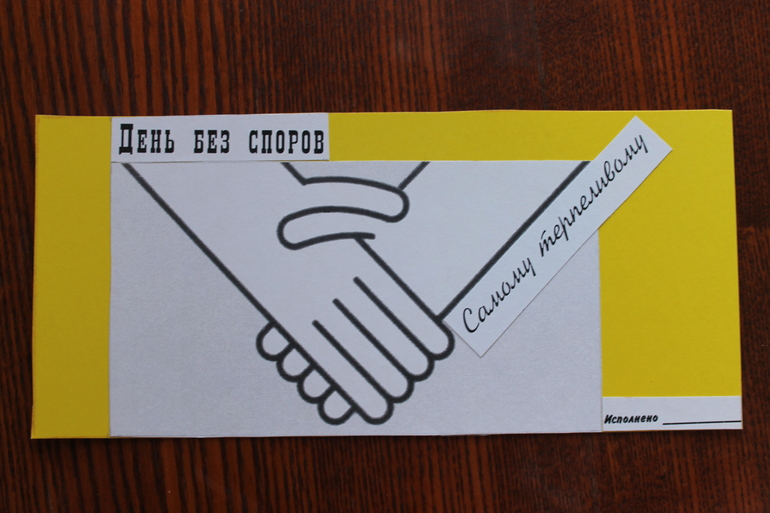 День без споров
Самому терпеливому
Исполнено